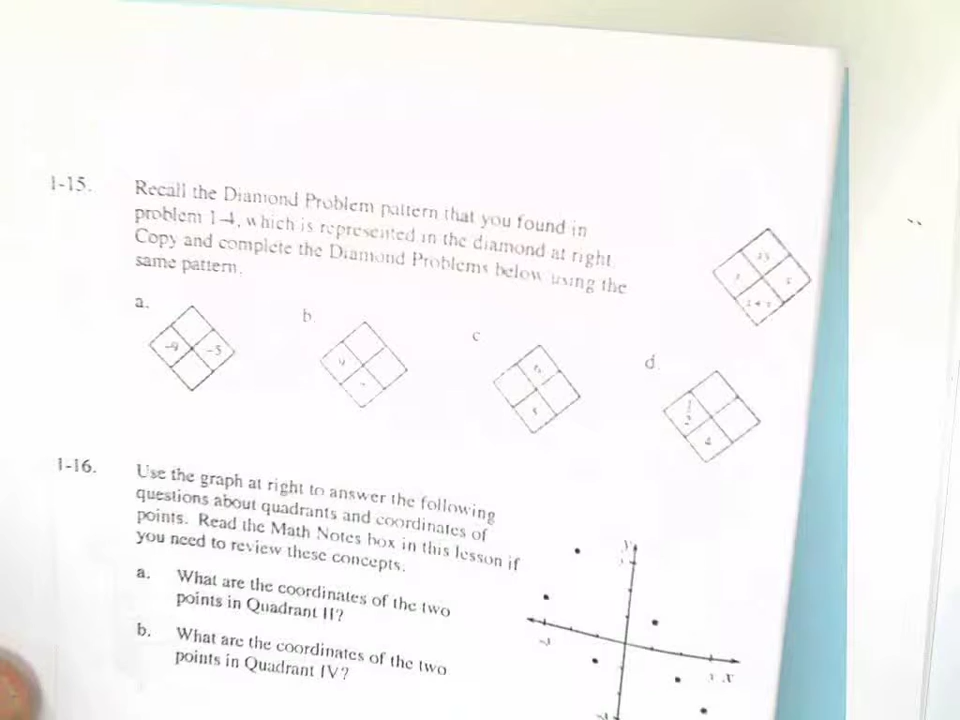 1-15. Recall the Diamond Problem pattern that you found in
problem 1-4, which is represented in the diamond at right.
Copy and complete the Diamond Problems below using the
same pattern.
a.
-9 -5
b.
c
d.
1
2
4
1-16. Use the graph at right to answer the following
questions about quadrants and coordinates of
points. Read the Math Notes box in this lesson if
you need to review these concepts.
a. What are the coordinates of the two
points in Quadrant II?
b. What are the coordinates of the two
points in Quadrant IV?
y
x